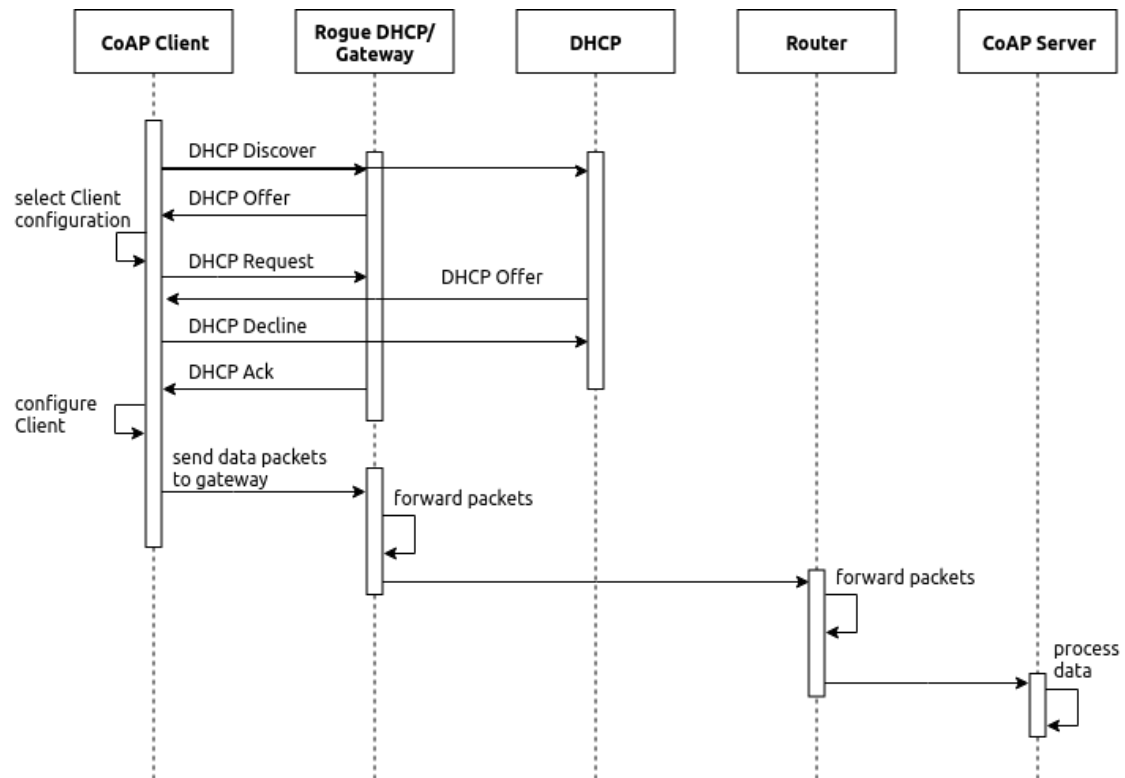 CoAP Client
Rogue DHCP/
Gateway
DHCP
Router
CoAP Server
DHCP Discover
select Client
configuration
DHCP Offer
DHCP Request
DHCP Offer
DHCP Decline
DHCP Ack
configure
Client
send data packets
to gateway
forward packets
forward packets
process
data